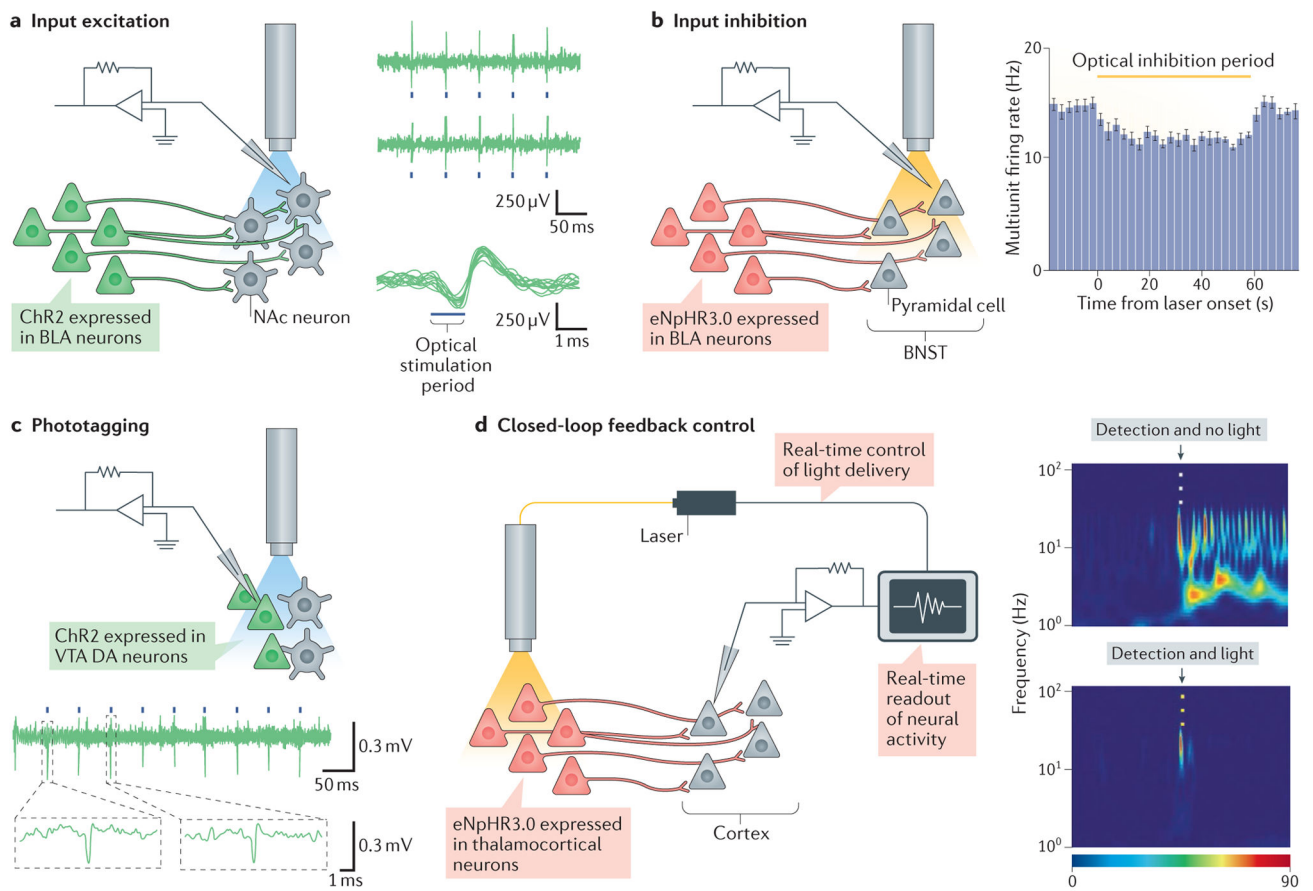 a Input excitation
250 µV
50 ms
ChR2 expressed
in BLA neurons
NAc neuron
250 µV
1 ms
Optical
stimulation
period
b Input inhibition
eNpHR3.0 expressed
in BLA neurons
Pyramidal cell
BNST
Multiunit firing rate (Hz)
20
10
0
Optical inhibition period
0
20
40
60
Time from laser onset (s)
c Phototagging
ChR2 expressed in
VTA DA neurons
0.3 mV
50 ms
0.3 mV
1 ms
d Closed-loop feedback control
Real-time control
of light delivery
Laser
Real-time
readout
of neural
activity
eNpHR3.0 expressed
in thalamocortical
neurons
Cortex
Frequency (Hz)
Detection and no light
10²
10¹
10⁰
Detection and light
10²
10¹
10⁰
0
90